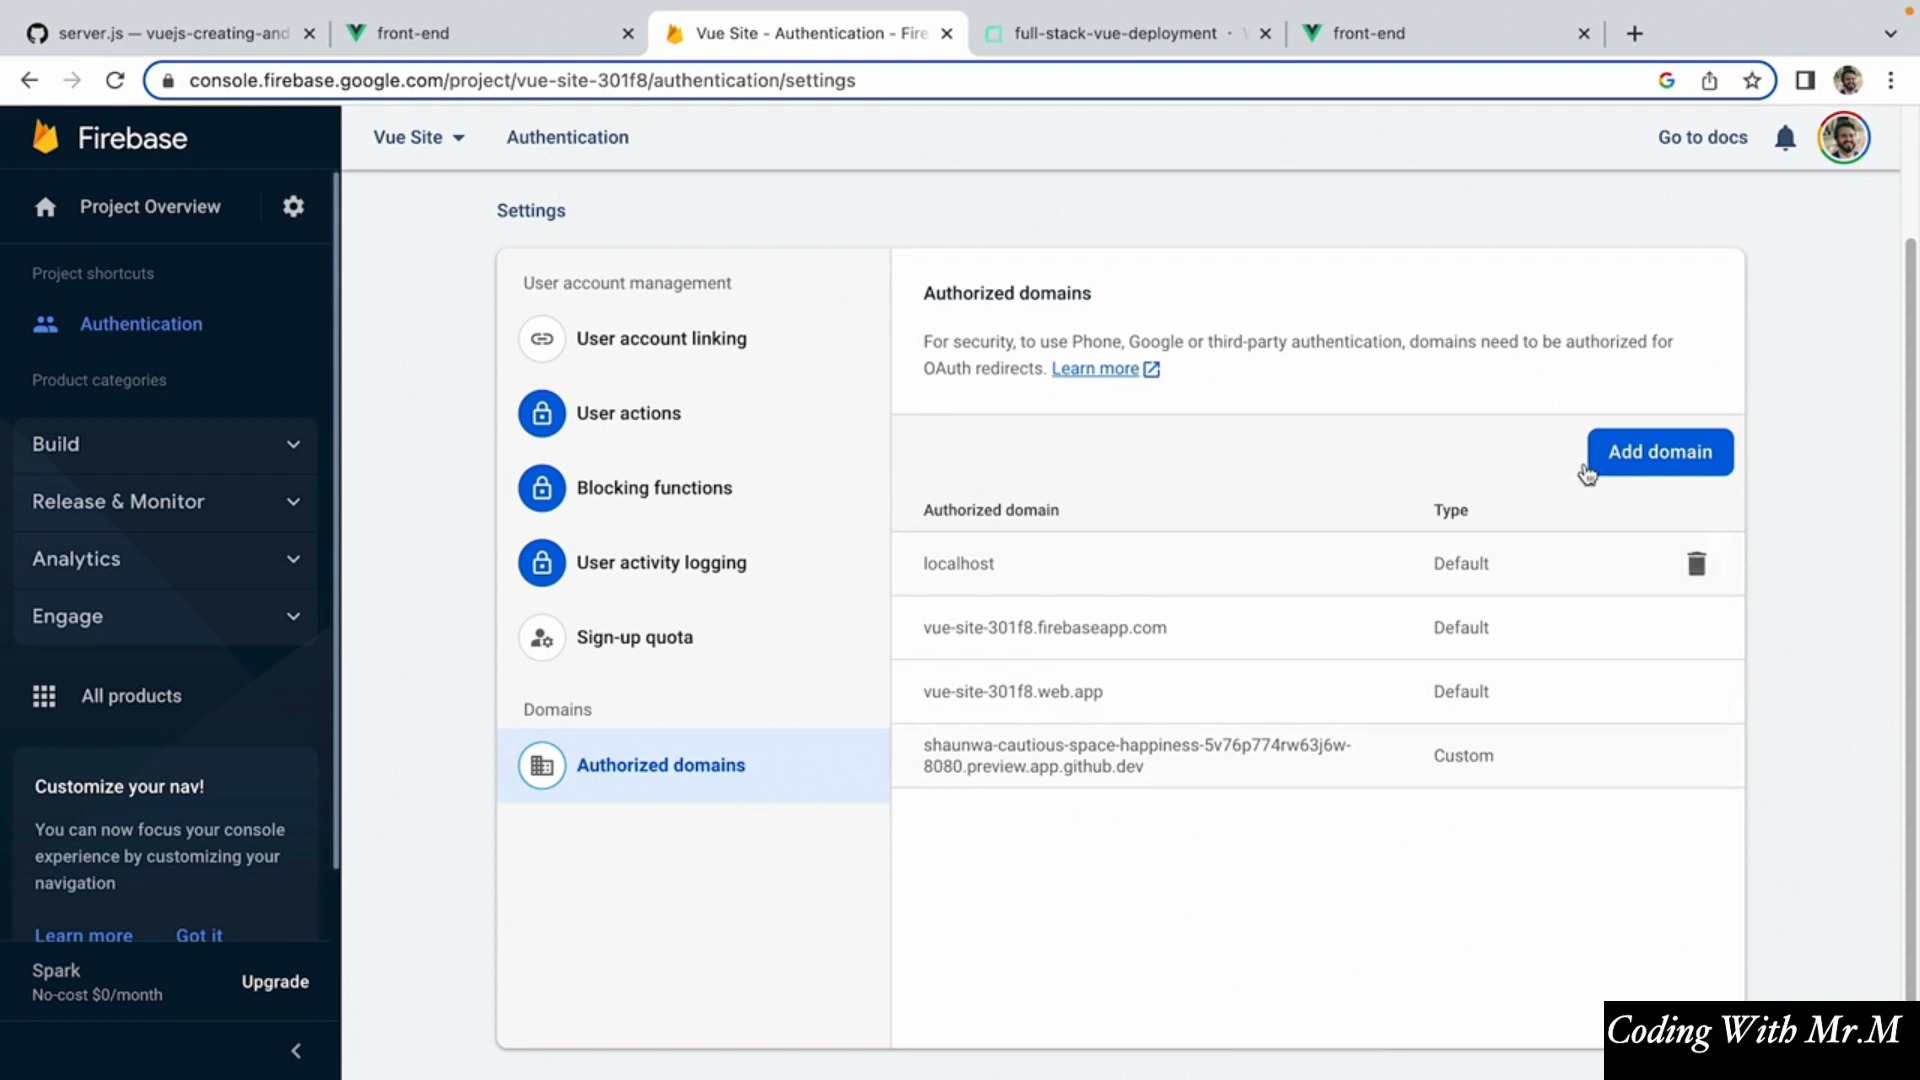 server.js — vuejs-creating-and
front-end
Vue Site - Authentication - Fire
full-stack-vue-deployment
front-end
console.firebase.google.com/project/vue-site-301f8/authentication/settings
Firebase
Vue Site
Authentication
Go to docs
Project Overview
Project shortcuts
Authentication
Product categories
Build
Release & Monitor
Analytics
Engage
All products
Customize your nav!
You can now focus your console
experience by customizing your
navigation
Learn more
Got it
Spark
No-cost $0/month
Upgrade
Settings
User account management
User account linking
User actions
Blocking functions
User activity logging
Sign-up quota
Domains
Authorized domains
Authorized domains
For security, to use Phone, Google or third-party authentication, domains need to be authorized for
OAuth redirects. Learn more
Add domain
Authorized domain Type
localhost Default
vue-site-301f8.firebaseapp.com Default
vue-site-301f8.web.app Default
shaunwa-cautious-space-happiness-5v76p774rw63j6w-
8080.preview.app.github.dev Custom
Coding With Mr.M